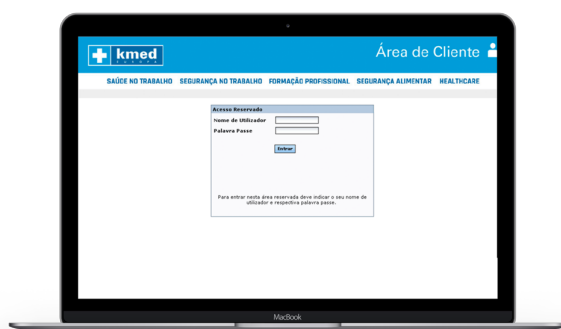 kmed
Área de Cliente
SAÚDE NO TRABALHO SEGURANÇA NO TRABALHO FORMAÇÃO PROFISSIONAL SEGURANÇA ALIMENTAR HEALTHCARE
Acesso Reservado
Nome de Utilizador
Palavra Passe
Entrar
Para entrar nesta área reservada deve indicar o seu nome de
utilizador e respectiva palavra passe.
MacBook